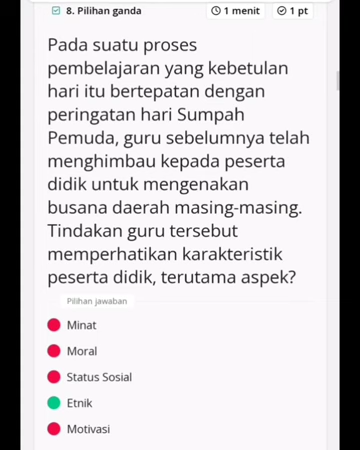 8. Pilihan ganda
1 menit
1 pt
Pada suatu proses
pembelajaran yang kebetulan
hari itu bertepatan dengan
peringatan hari Sumpah
Pemuda, guru sebelumnya telah
menghimbau kepada peserta
didik untuk mengenakan
busana daerah masing-masing.
Tindakan guru tersebut
memperhatikan karakteristik
peserta didik, terutama aspek?
Pilihan jawaban
Minat
Moral
Status Sosial
Etnik
Motivasi